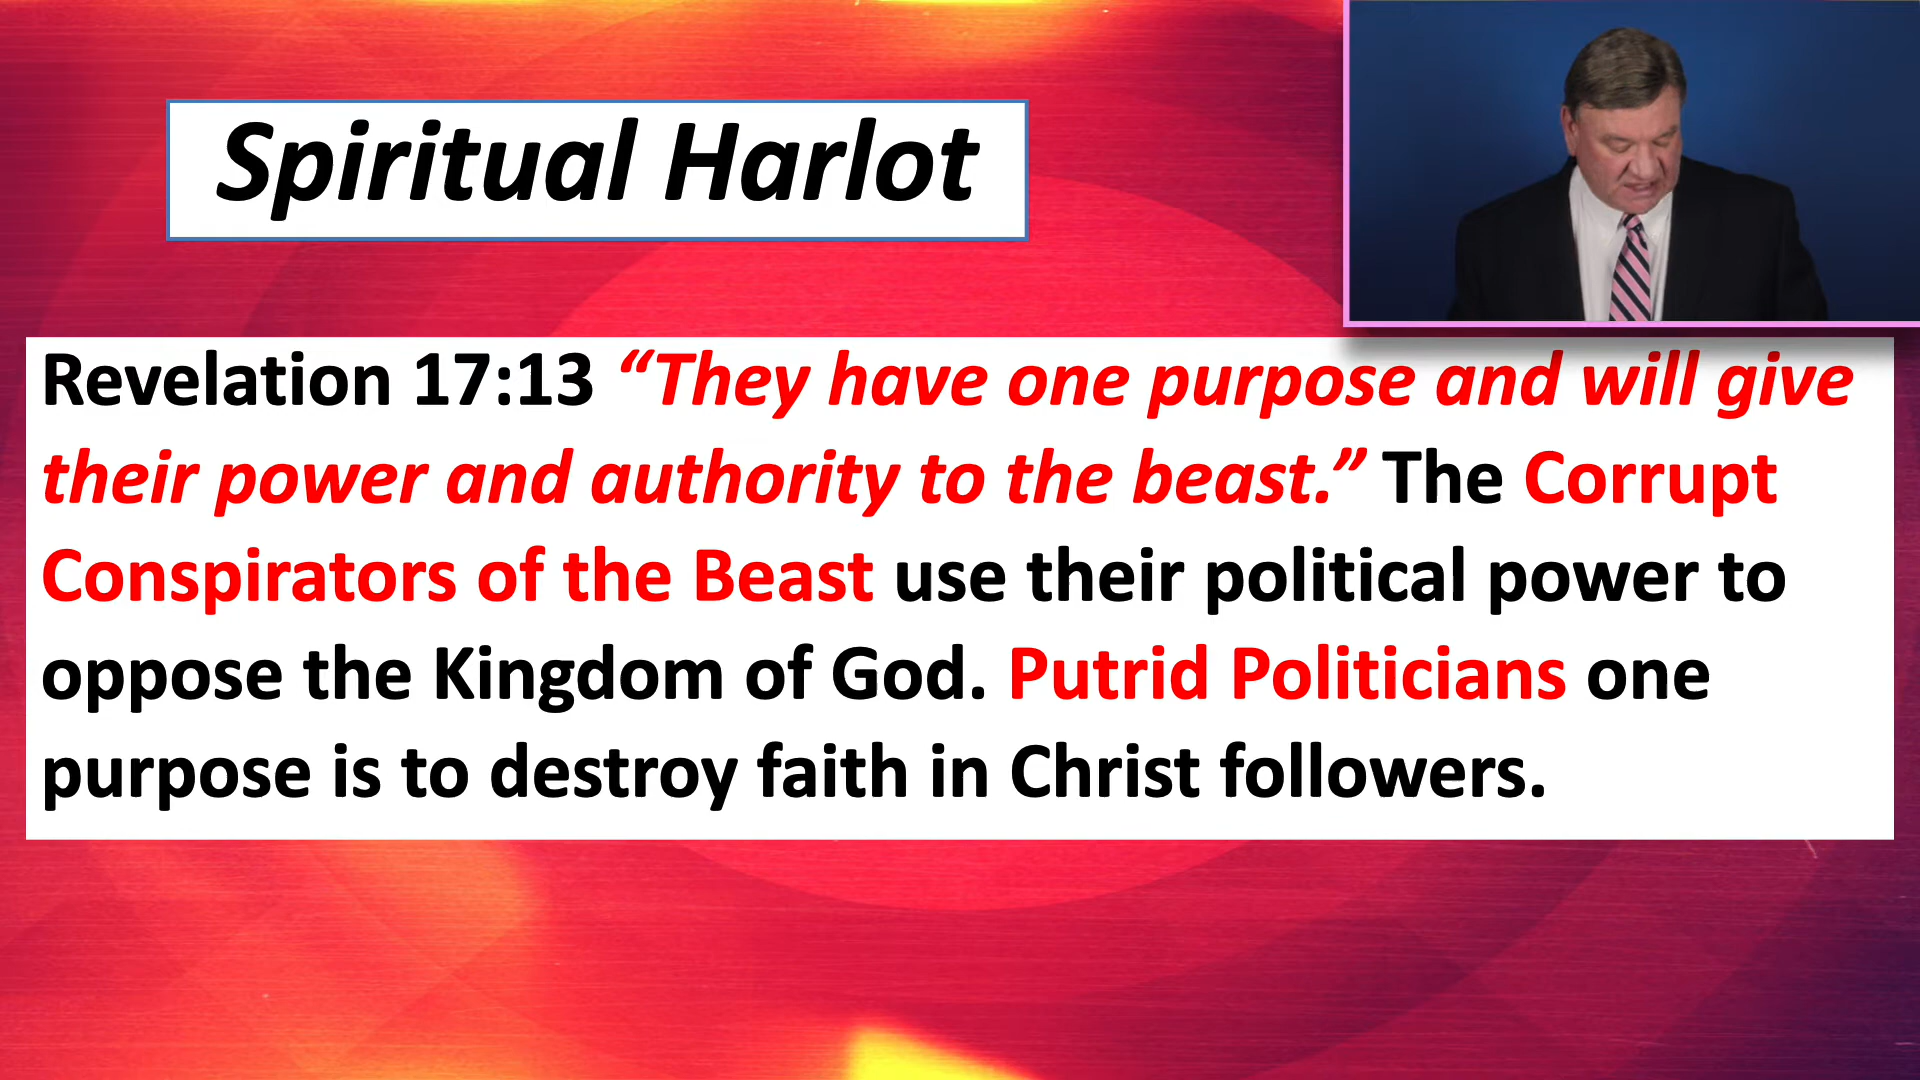 Spiritual Harlot
Revelation 17:13 “They have one purpose and will give
their power and authority to the beast.” The Corrupt
Conspirators of the Beast use their political power to
oppose the Kingdom of God. Putrid Politicians one
purpose is to destroy faith in Christ followers.